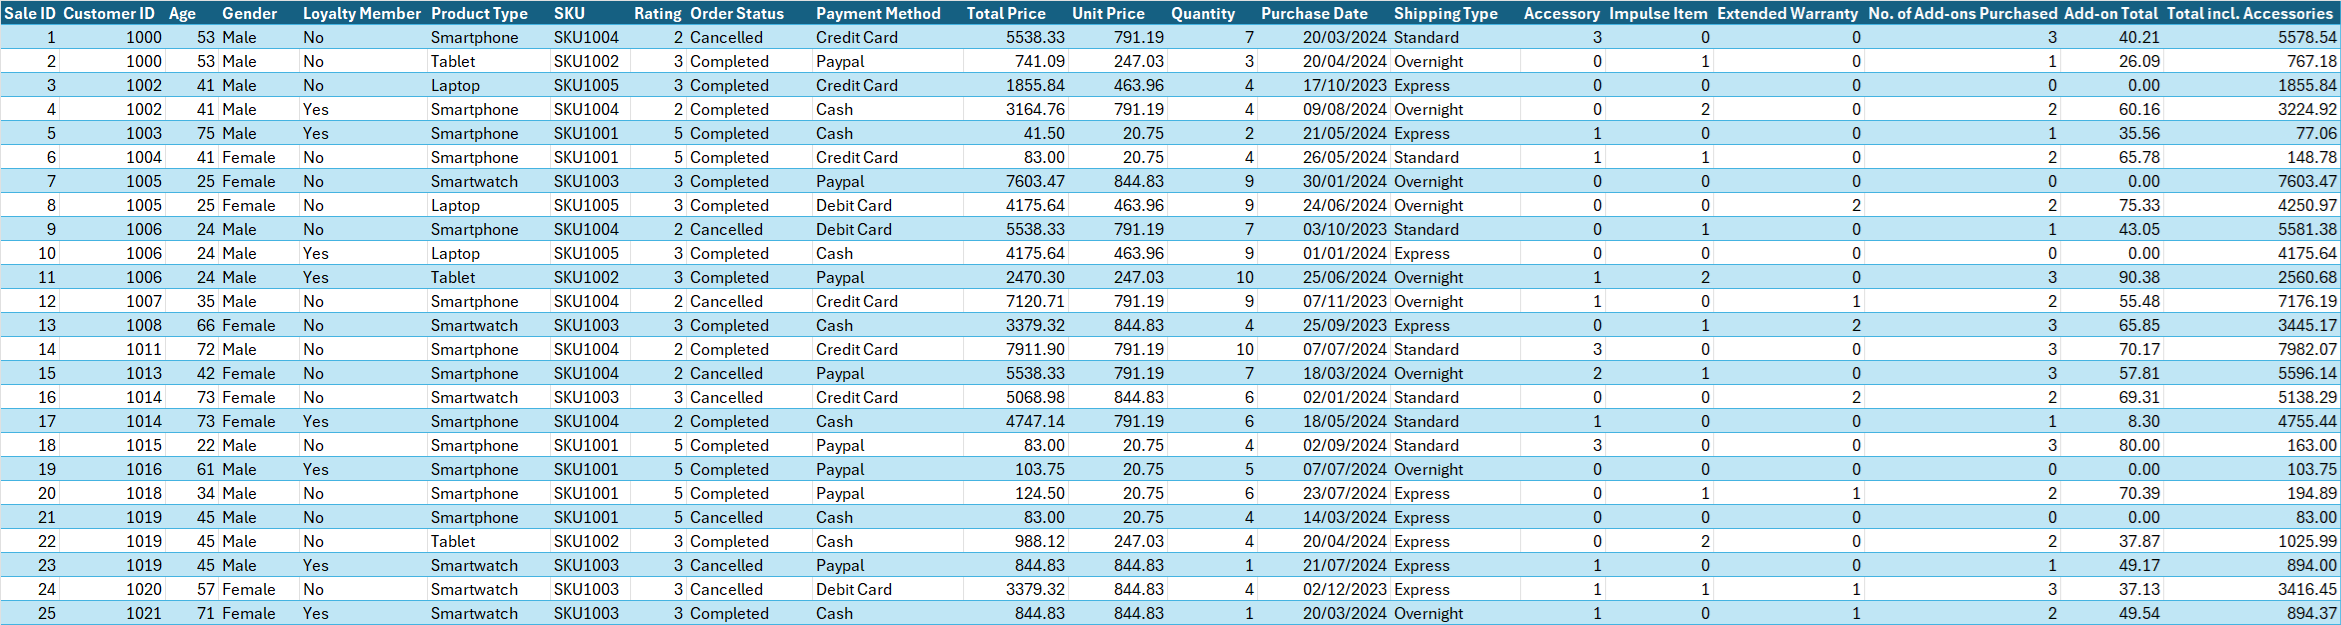 Sale ID Customer ID Age Gender Loyalty Member Product Type SKU Rating Order Status Payment Method Total Price Unit Price Quantity Purchase Date Shipping Type Accessory Impulse Item Extended Warranty No. of Add-ons Purchased Add-on Total Total incl. Accessories
1 1000 53 Male No Smartphone SKU1004 2 Cancelled Credit Card 5538.33 791.19 7 20/03/2024 Standard 3 0 0 3 40.21 5578.54
2 1000 53 Male No Tablet SKU1002 3 Completed Paypal 741.09 247.03 3 20/04/2024 Overnight 0 1 0 1 26.09 767.18
3 1002 41 Male No Laptop SKU1005 3 Completed Credit Card 1855.84 463.96 4 17/10/2023 Express 0 0 0 0 0.00 1855.84
4 1002 41 Male Yes Smartphone SKU1004 2 Completed Cash 3164.76 791.19 4 09/08/2024 Overnight 0 2 0 2 60.16 3224.92
5 1003 75 Male Yes Smartphone SKU1001 5 Completed Cash 41.50 20.75 2 21/05/2024 Express 1 0 0 1 35.56 77.06
6 1004 41 Female No Smartphone SKU1001 5 Completed Credit Card 83.00 20.75 4 26/05/2024 Standard 1 1 0 2 65.78 148.78
7 1005 25 Female No Smartwatch SKU1003 3 Completed Paypal 7603.47 844.83 9 30/01/2024 Overnight 0 0 0 0 0.00 7603.47
8 1005 25 Female No Laptop SKU1005 3 Completed Debit Card 4175.64 463.96 9 24/06/2024 Overnight 0 0 2 2 75.33 4250.97
9 1006 24 Male No Smartphone SKU1004 2 Cancelled Debit Card 5538.33 791.19 7 03/10/2023 Standard 0 1 0 1 43.05 5581.38
10 1006 24 Male Yes Laptop SKU1005 3 Completed Cash 4175.64 463.96 9 01/01/2024 Express 0 0 0 0 0.00 4175.64
11 1006 24 Male Yes Tablet SKU1002 3 Completed Paypal 2470.30 247.03 10 25/06/2024 Overnight 1 2 0 3 90.38 2560.68
12 1007 35 Male No Smartphone SKU1004 2 Cancelled Credit Card 7120.71 791.19 9 07/11/2023 Overnight 1 0 1 2 55.48 7176.19
13 1008 66 Female No Smartwatch SKU1003 3 Completed Cash 3379.32 844.83 4 25/09/2023 Express 0 1 2 3 65.85 3445.17
14 1011 72 Male No Smartphone SKU1004 2 Completed Credit Card 7911.90 791.19 10 07/07/2024 Standard 3 0 0 3 70.17 7982.07
15 1013 42 Female No Smartphone SKU1004 2 Cancelled Paypal 5538.33 791.19 7 18/03/2024 Overnight 2 1 0 3 57.81 5596.14
16 1014 73 Female No Smartwatch SKU1003 3 Cancelled Credit Card 5068.98 844.83 6 02/01/2024 Standard 0 0 2 2 69.31 5138.29
17 1014 73 Female Yes Smartphone SKU1004 2 Completed Cash 4747.14 791.19 6 18/05/2024 Standard 1 0 0 1 8.30 4755.44
18 1015 22 Male No Smartphone SKU1001 5 Completed Paypal 83.00 20.75 4 02/09/2024 Standard 3 0 0 3 80.00 163.00
19 1016 61 Male Yes Smartphone SKU1001 5 Completed Paypal 103.75 20.75 5 07/07/2024 Overnight 0 0 0 0 0.00 103.75
20 1018 34 Male No Smartphone SKU1001 5 Completed Paypal 124.50 20.75 6 23/07/2024 Express 0 1 1 2 70.39 194.89
21 1019 45 Male No Smartphone SKU1001 5 Cancelled Cash 83.00 20.75 4 14/03/2024 Express 0 0 0 0 0.00 83.00
22 1019 45 Male No Tablet SKU1002 3 Completed Cash 988.12 247.03 4 20/04/2024 Express 0 2 0 2 37.87 1025.99
23 1019 45 Male Yes Smartwatch SKU1003 3 Cancelled Paypal 844.83 844.83 1 21/07/2024 Express 1 0 0 1 49.17 894.00
24 1020 57 Female No Smartwatch SKU1003 3 Cancelled Debit Card 3379.32 844.83 4 02/12/2023 Express 1 1 1 3 37.13 3416.45
25 1021 71 Female Yes Smartwatch SKU1003 3 Completed Cash 844.83 844.83 1 20/03/2024 Overnight 1 0 1 2 49.54 894.37